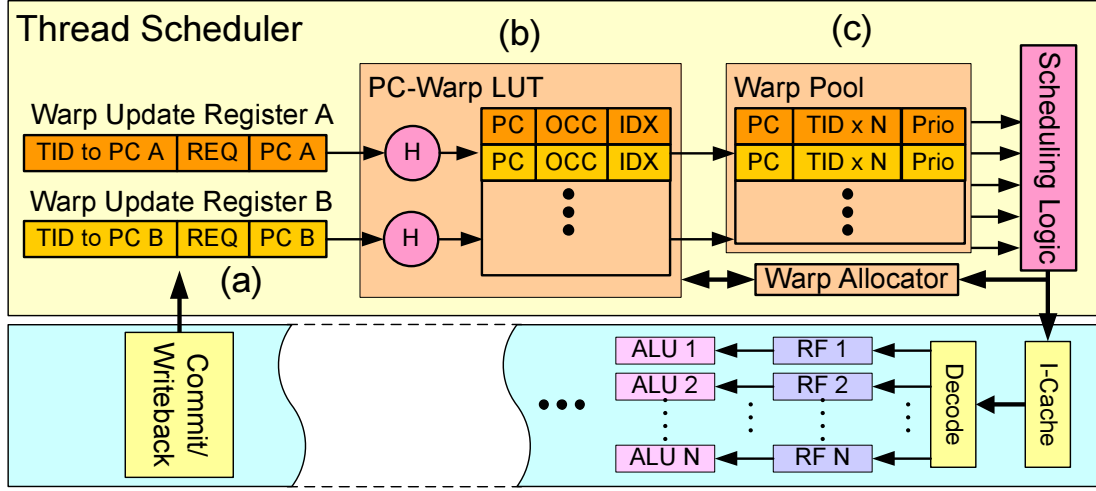 Thread Scheduler
(b)
(c)
Warp Update Register A
TID to PC A REQ PC A
Warp Update Register B
TID to PC B REQ PC B
(a)
H
H
PC-Warp LUT
PC OCC IDX
PC OCC IDX
Warp Pool
PC TID x N Prio
PC TID x N Prio
Scheduling Logic
Warp Allocator
Commit/
Writeback
ALU 1 RF 1
ALU 2 RF 2
ALU N RF N
Decode
I-Cache